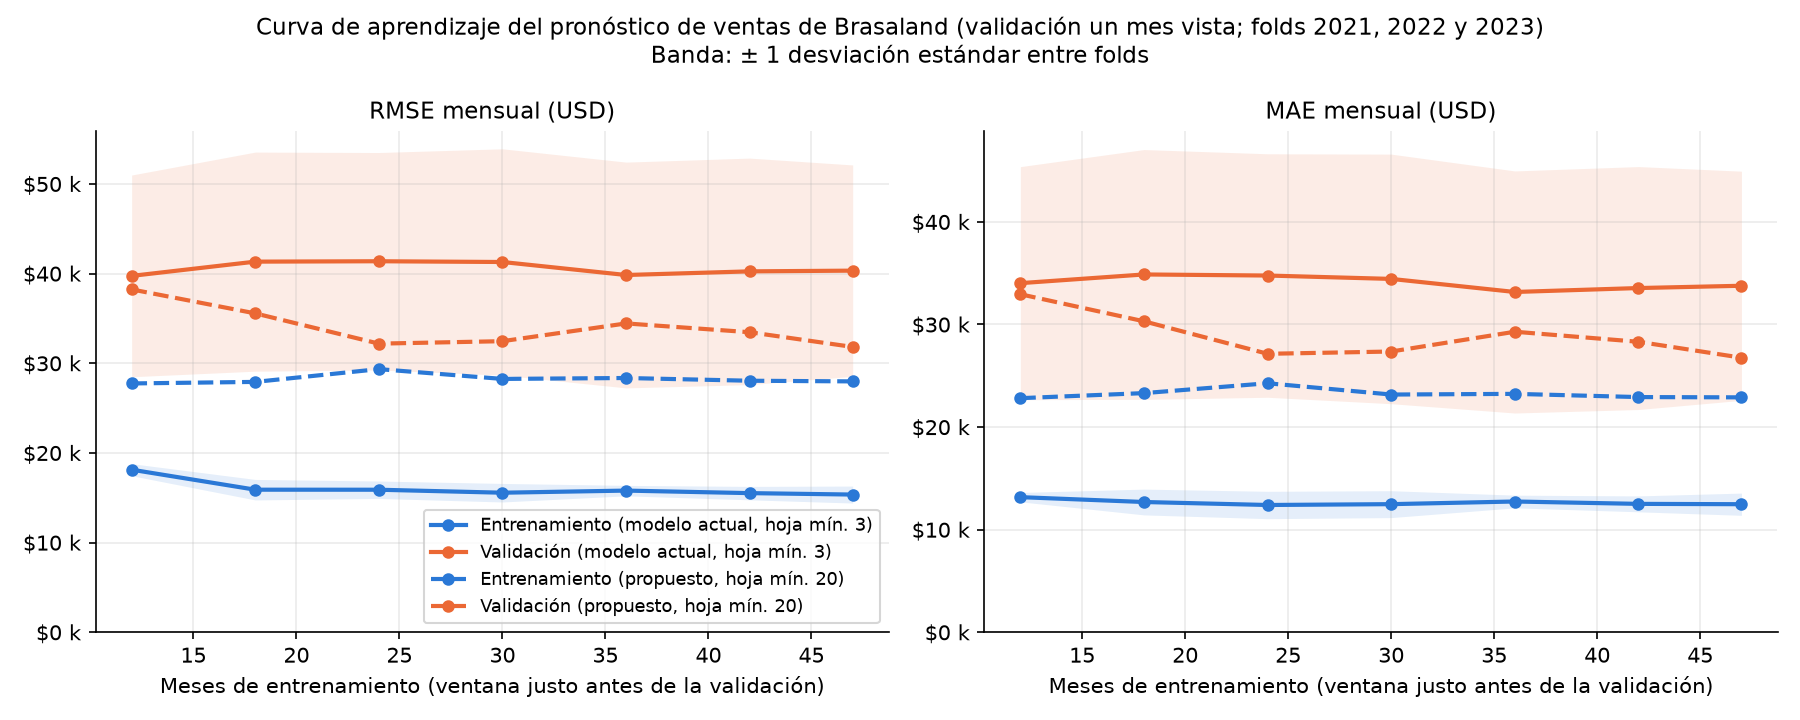 Curva de aprendizaje del pronóstico de ventas de Brasaland (validación un mes vista; folds 2021, 2022 y 2023)
Banda: ± 1 desviación estándar entre folds
RMSE mensual (USD)
$50 k
$40 k
$30 k
$20 k
$10 k
$0 k
Entrenamiento (modelo actual, hoja mín. 3)
Validación (modelo actual, hoja mín. 3)
Entrenamiento (propuesto, hoja mín. 20)
Validación (propuesto, hoja mín. 20)
15 20 25 30 35 40 45
Meses de entrenamiento (ventana justo antes de la validación)
MAE mensual (USD)
$40 k
$30 k
$20 k
$10 k
$0 k
15 20 25 30 35 40 45
Meses de entrenamiento (ventana justo antes de la validación)